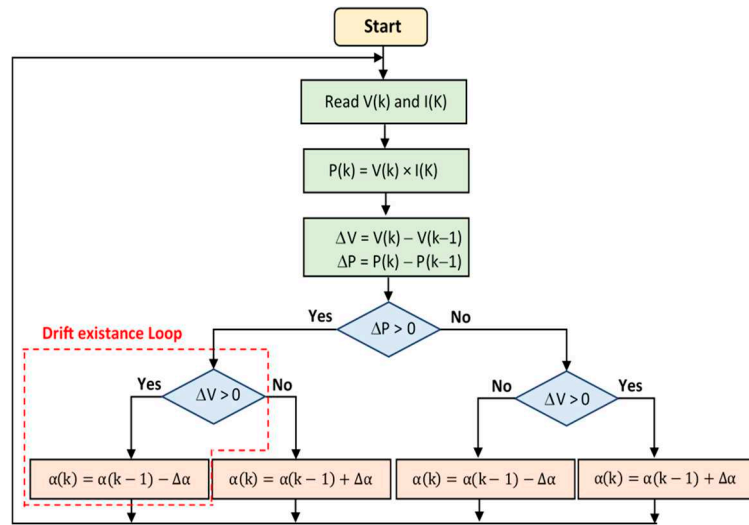 Start
Read V(k) and I(K)
P(k) = V(k) × I(K)
ΔV = V(k) − V(k−1)
ΔP = P(k) − P(k−1)
Yes
ΔP > 0
No
Drift existance Loop
Yes
ΔV > 0
No
No
ΔV > 0
Yes
α(k) = α(k − 1) − Δα
α(k) = α(k − 1) + Δα
α(k) = α(k − 1) − Δα
α(k) = α(k − 1) + Δα